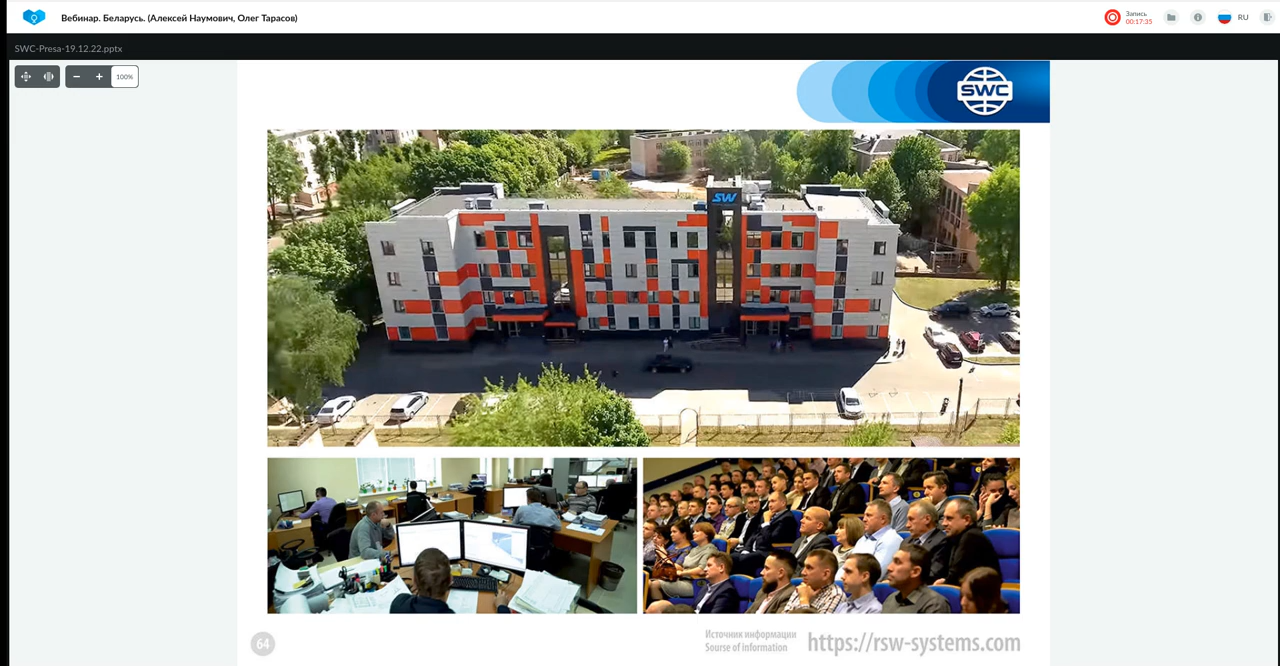 Вебинар. Беларусь. (Алексей Наумович, Олег Тарасов)
Запись
00:17:35
RU
SWC-Presa-19.12.22.pptx
100%
SWC
SW
64
Источник информации
Sourse of information
https://rsw-systems.com